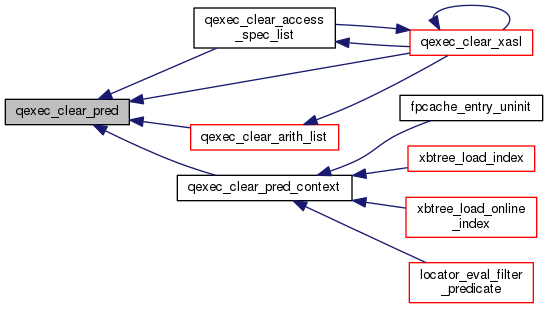 qexec_clear_access
_spec_list
qexec_clear_xasl
qexec_clear_pred
fpcache_entry_uninit
qexec_clear_arith_list
xbtree_load_index
qexec_clear_pred_context
xbtree_load_online
_index
locator_eval_filter
_predicate